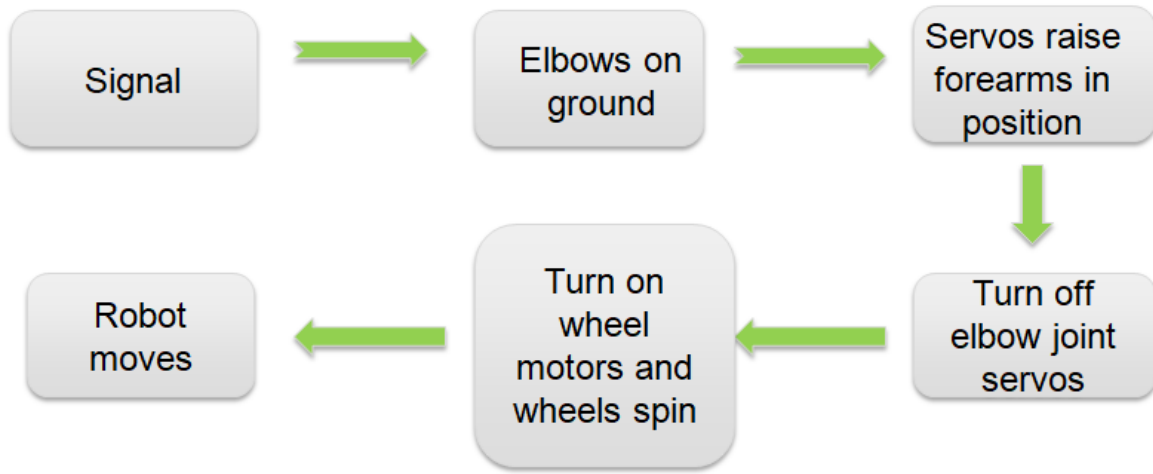 Signal
Elbows on
ground
Servos raise
forearms in
position
Turn off
elbow joint
servos
Turn on
wheel
motors and
wheels spin
Robot
moves